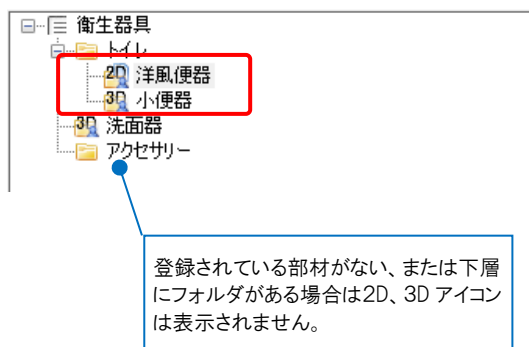 衛生器具
トイレ
2D 洋風便器
3D 小便器
3D 洗面器
アクセサリー
登録されている部材がない、または下層
にフォルダがある場合は2D、3D アイコン
は表示されません。